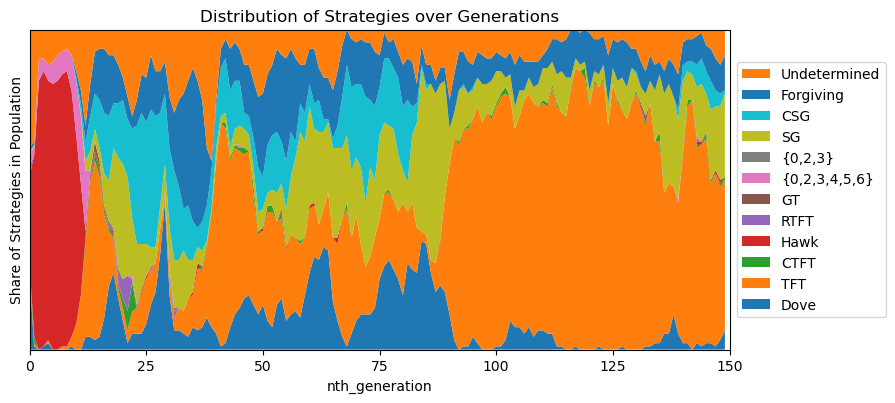 Distribution of Strategies over Generations
Share of Strategies in Population
Undetermined
Forgiving
CSG
SG
{0,2,3}
{0,2,3,4,5,6}
GT
RTFT
Hawk
CTFT
TFT
Dove
0 25 50 75 100 125 150
nth_generation